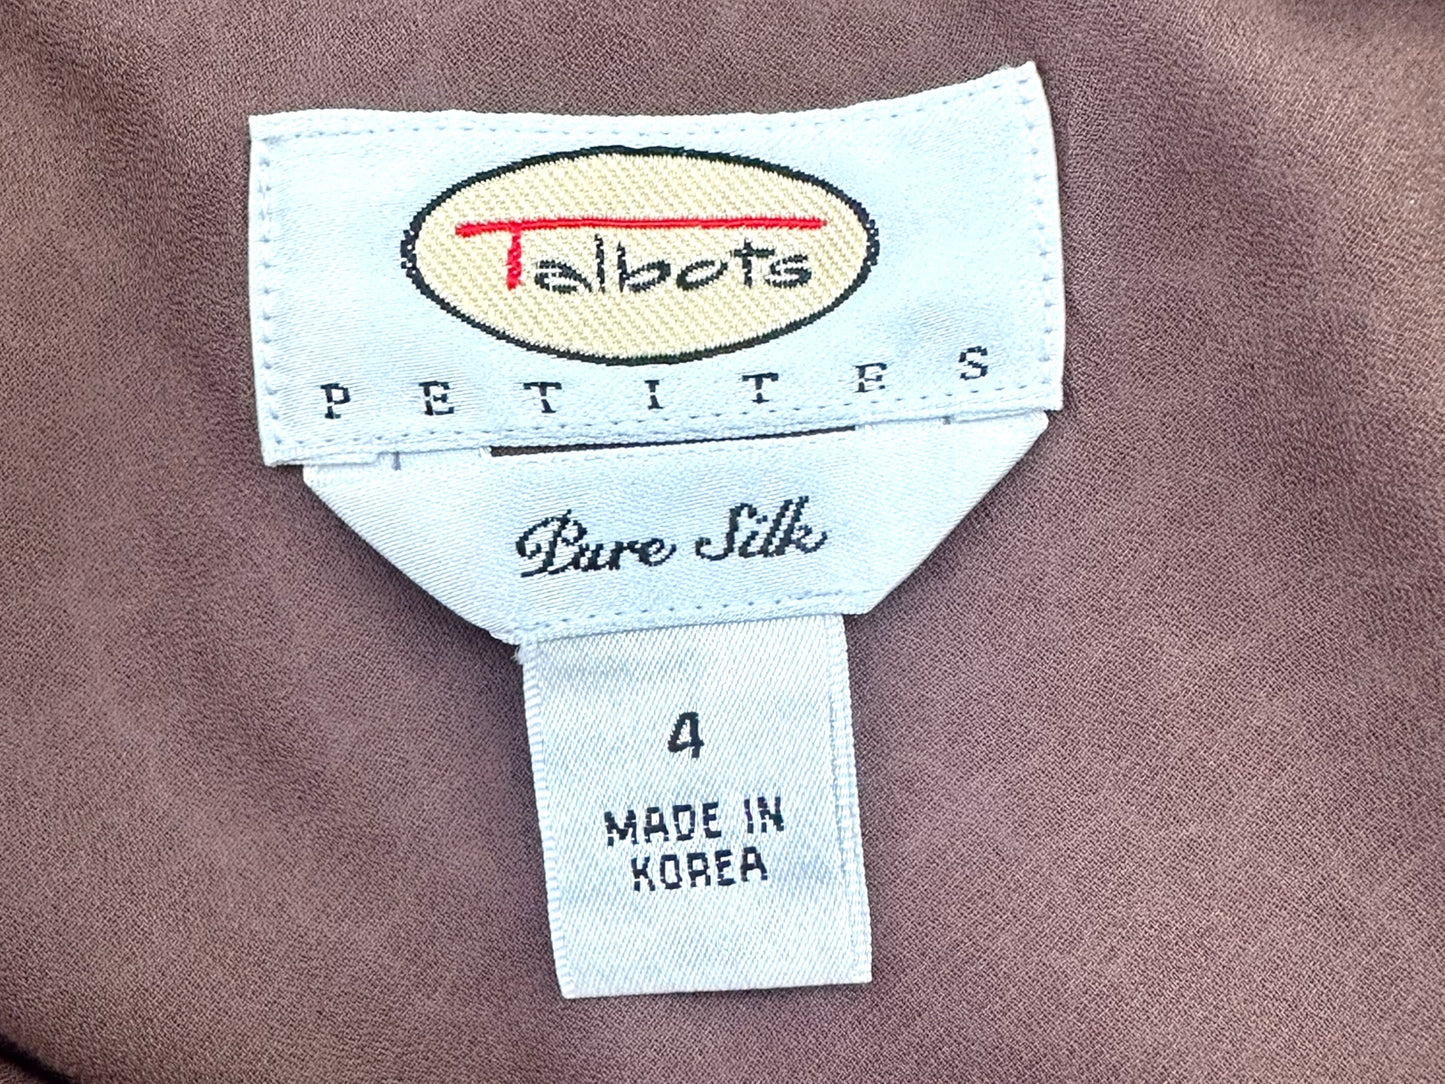 Talbots
PETITES
Pure Silk
4
MADE IN
KOREA